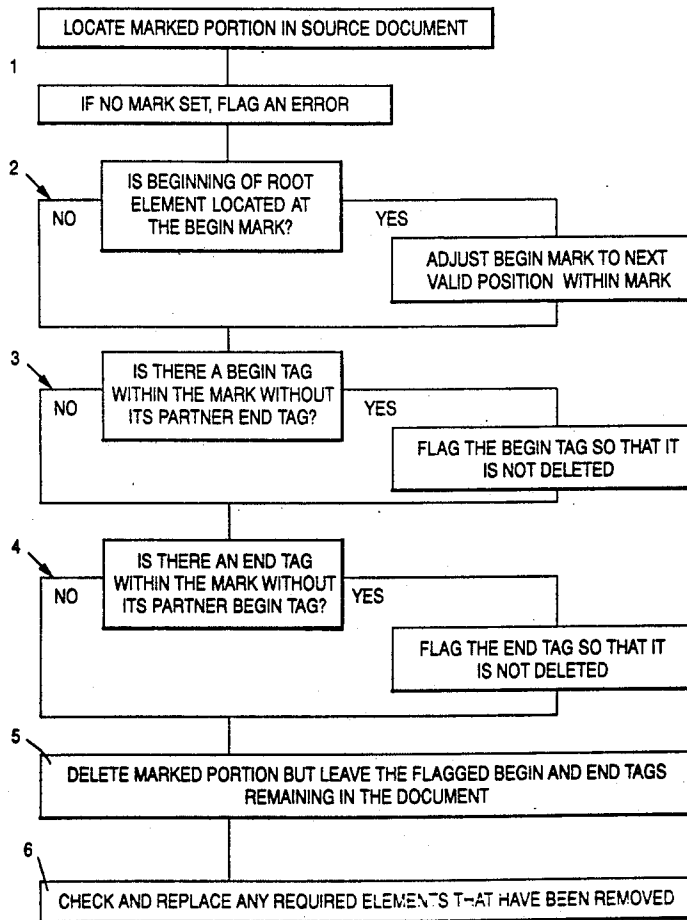 LOCATE MARKED PORTION IN SOURCE DOCUMENT
1
IF NO MARK SET, FLAG AN ERROR
2
IS BEGINNING OF ROOT
ELEMENT LOCATED AT
THE BEGIN MARK?
NO
YES
ADJUST BEGIN MARK TO NEXT
VALID POSITION WITHIN MARK
3
IS THERE A BEGIN TAG
WITHIN THE MARK WITHOUT
ITS PARTNER END TAG?
NO
YES
FLAG THE BEGIN TAG SO THAT IT
IS NOT DELETED
4
IS THERE AN END TAG
WITHIN THE MARK WITHOUT
ITS PARTNER BEGIN TAG?
NO
YES
FLAG THE END TAG SO THAT IT
IS NOT DELETED
5
DELETE MARKED PORTION BUT LEAVE THE FLAGGED BEGIN AND END TAGS
REMAINING IN THE DOCUMENT
6
CHECK AND REPLACE ANY REQUIRED ELEMENTS THAT HAVE BEEN REMOVED